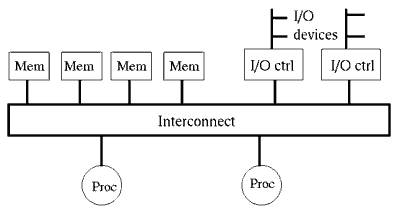 I/O
devices
Mem
Mem
Mem
Mem
I/O ctrl
I/O ctrl
Interconnect
Proc
Proc